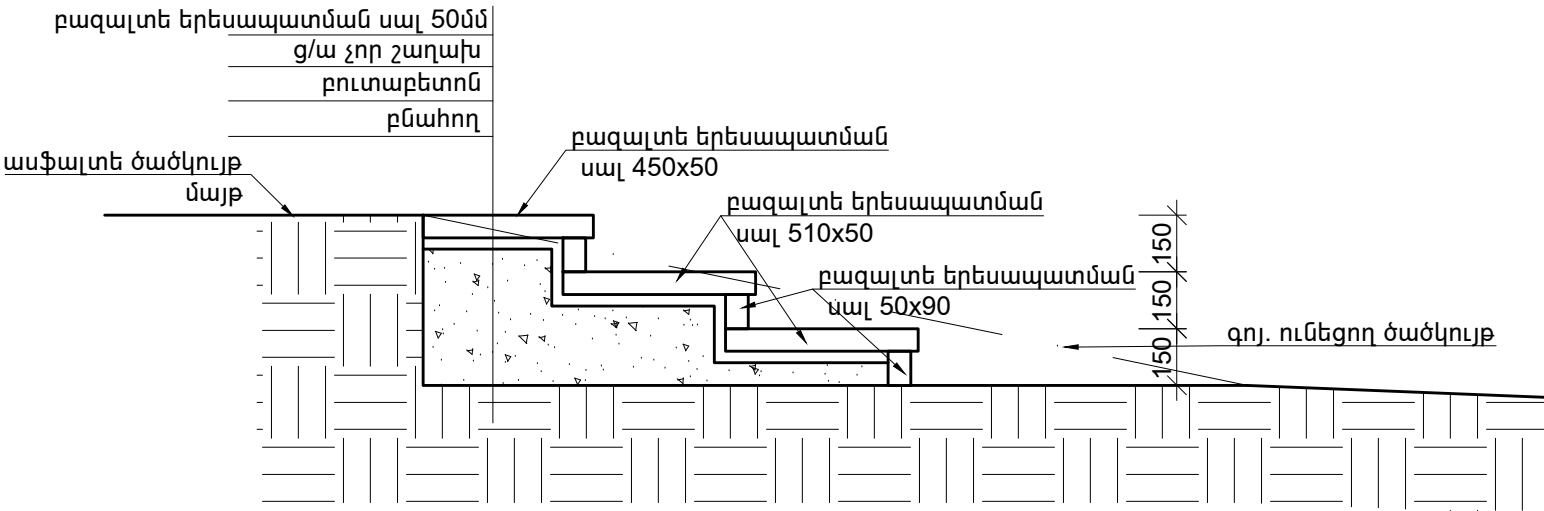 բազալտե երեսապատման սալ 50մմ
ց/ա չոր շաղախ
բուտաբետոն
բնահող
ասֆալտե ծածկույթ
մայթ
բազալտե երեսապատման
սալ 450x50
բազալտե երեսապատման
սալ 510x50
բազալտե երեսապատման
սալ 50x90
150
150
150
գոյ. ունեցող ծածկույթ